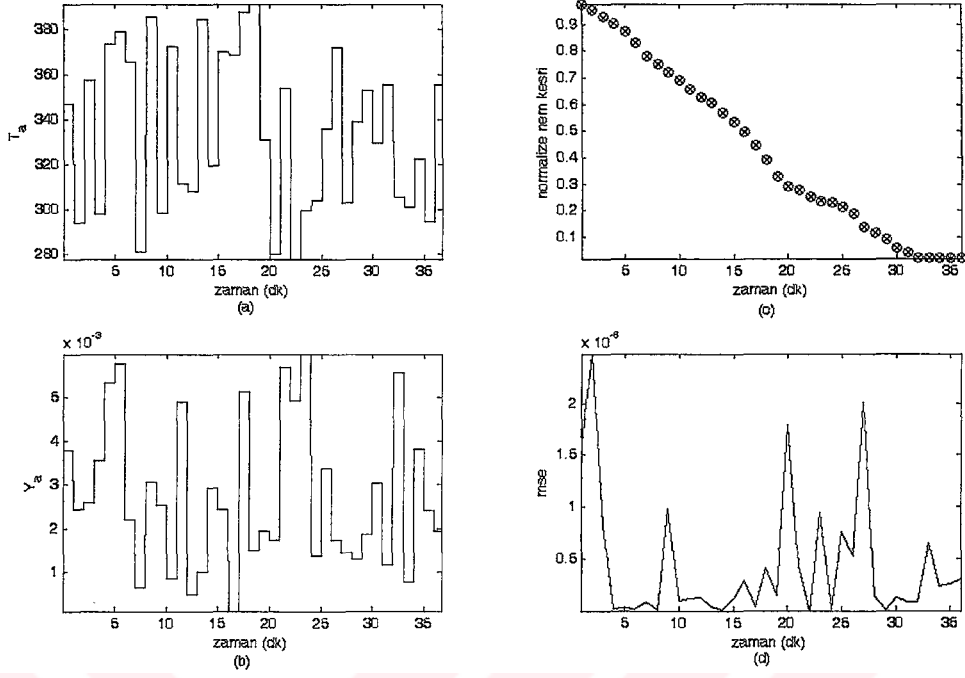 380
360
340
320
300
280
T_a
5 10 15 20 25 30 35
zaman (dk)
(a)
0.9
0.8
0.7
0.6
0.5
0.4
0.3
0.2
0.1
normalize nem kesri
5 10 15 20 25 30 35
zaman (dk)
(c)
x 10^-3
5
4
3
2
1
Y_a
5 10 15 20 25 30 35
zaman (dk)
(b)
x 10^-6
2
1.5
1
0.5
mse
5 10 15 20 25 30 35
zaman (dk)
(d)